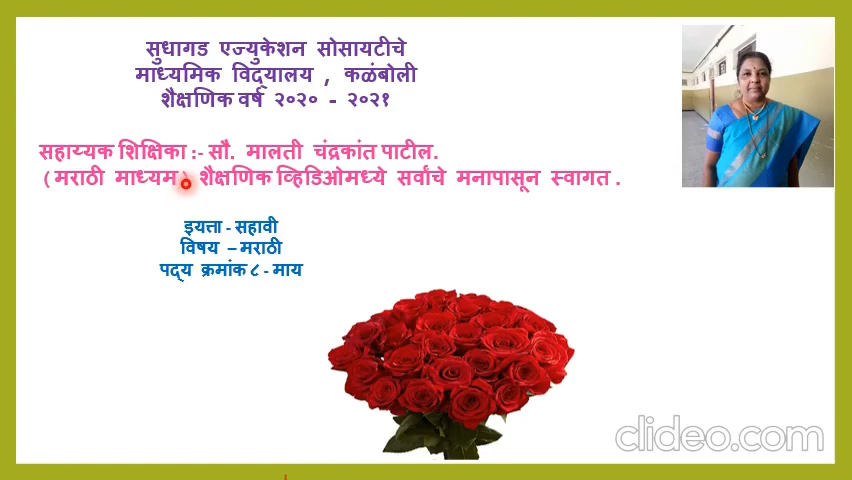 सुधागड एज्युकेशन सोसायटीचे
माध्यमिक विद्यालय , कळंबोली
शैक्षणिक वर्ष २०२० - २०२१
सहाय्यक शिक्षिका :- सौ. मालती चंद्रकांत पाटील.
( मराठी माध्यम ) शैक्षणिक व्हिडिओमध्ये सर्वांचे मनापासून स्वागत .
इयत्ता - सहावी
विषय – मराठी
पद्य क्रमांक ८ - माय
clideo.com